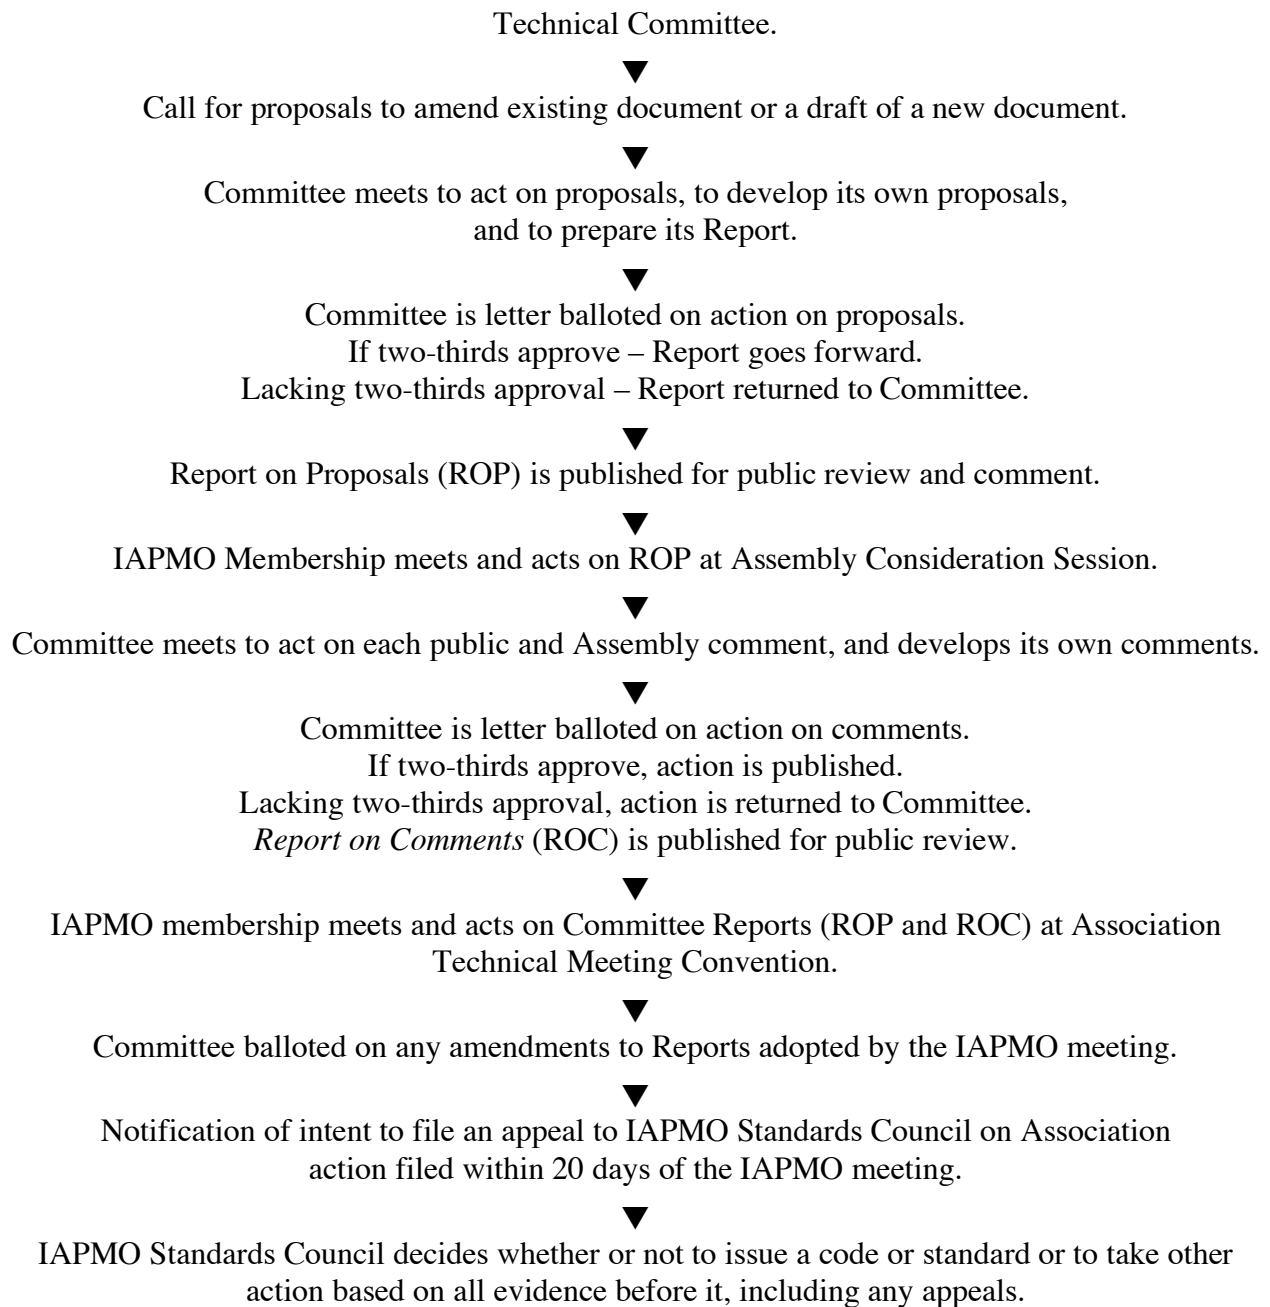 Technical Committee.
Call for proposals to amend existing document or a draft of a new document.
Committee meets to act on proposals, to develop its own proposals,
and to prepare its Report.
Committee is letter balloted on action on proposals.
If two-thirds approve – Report goes forward.
Lacking two-thirds approval – Report returned to Committee.
Report on Proposals (ROP) is published for public review and comment.
IAPMO Membership meets and acts on ROP at Assembly Consideration Session.
Committee meets to act on each public and Assembly comment, and develops its own comments.
Committee is letter balloted on action on comments.
If two-thirds approve, action is published.
Lacking two-thirds approval, action is returned to Committee.
Report on Comments (ROC) is published for public review.
IAPMO membership meets and acts on Committee Reports (ROP and ROC) at Association
Technical Meeting Convention.
Committee balloted on any amendments to Reports adopted by the IAPMO meeting.
Notification of intent to file an appeal to IAPMO Standards Council on Association
action filed within 20 days of the IAPMO meeting.
IAPMO Standards Council decides whether or not to issue a code or standard or to take other
action based on all evidence before it, including any appeals.